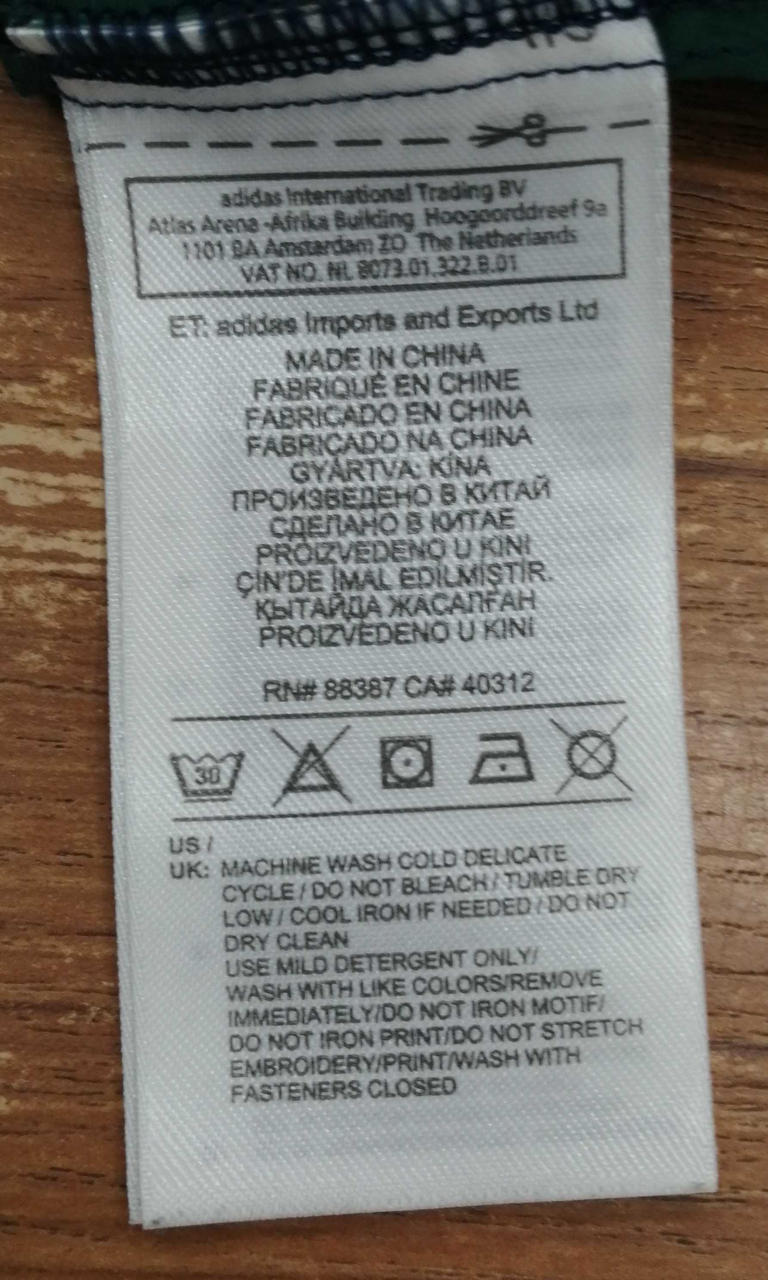 adidas International Trading BV
Atlas Arena -Afrika Building Hoogoorddreef 9a
1101 BA Amsterdam ZO The Netherlands
VAT NO. NL 8073.01.322.B.01
ET: adidas Imports and Exports Ltd
MADE IN CHINA
FABRIQUÉ EN CHINE
FABRICADO EN CHINA
FABRICADO NA CHINA
GYÁRTVA: KÍNA
ПРОИЗВЕДЕНО В КИТАЙ
СДЕЛАНО В КИТАЕ
PROIZVEDENO U KINI
ÇİN'DE İMAL EDİLMİŞTİR.
ҚЫТАЙДА ЖАСАЛҒАН
PROIZVEDENO U KINI
RN# 88387 CA# 40312
30
US /
UK: MACHINE WASH COLD DELICATE
CYCLE / DO NOT BLEACH / TUMBLE DRY
LOW / COOL IRON IF NEEDED / DO NOT
DRY CLEAN
USE MILD DETERGENT ONLY/
WASH WITH LIKE COLORS/REMOVE
IMMEDIATELY/DO NOT IRON MOTIF/
DO NOT IRON PRINT/DO NOT STRETCH
EMBROIDERY/PRINT/WASH WITH
FASTENERS CLOSED